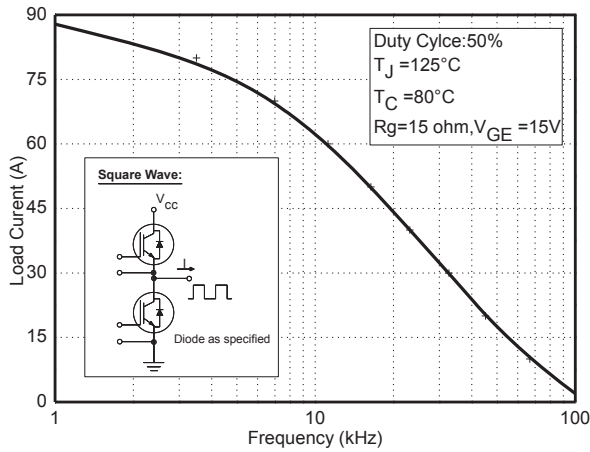 90
75
60
45
30
15
0
Load Current (A)
Duty Cylce:50%
TJ =125°C
TC =80°C
Rg=15 ohm,VGE =15V
Square Wave:
VCC
Diode as specified
1
10
100
Frequency (kHz)